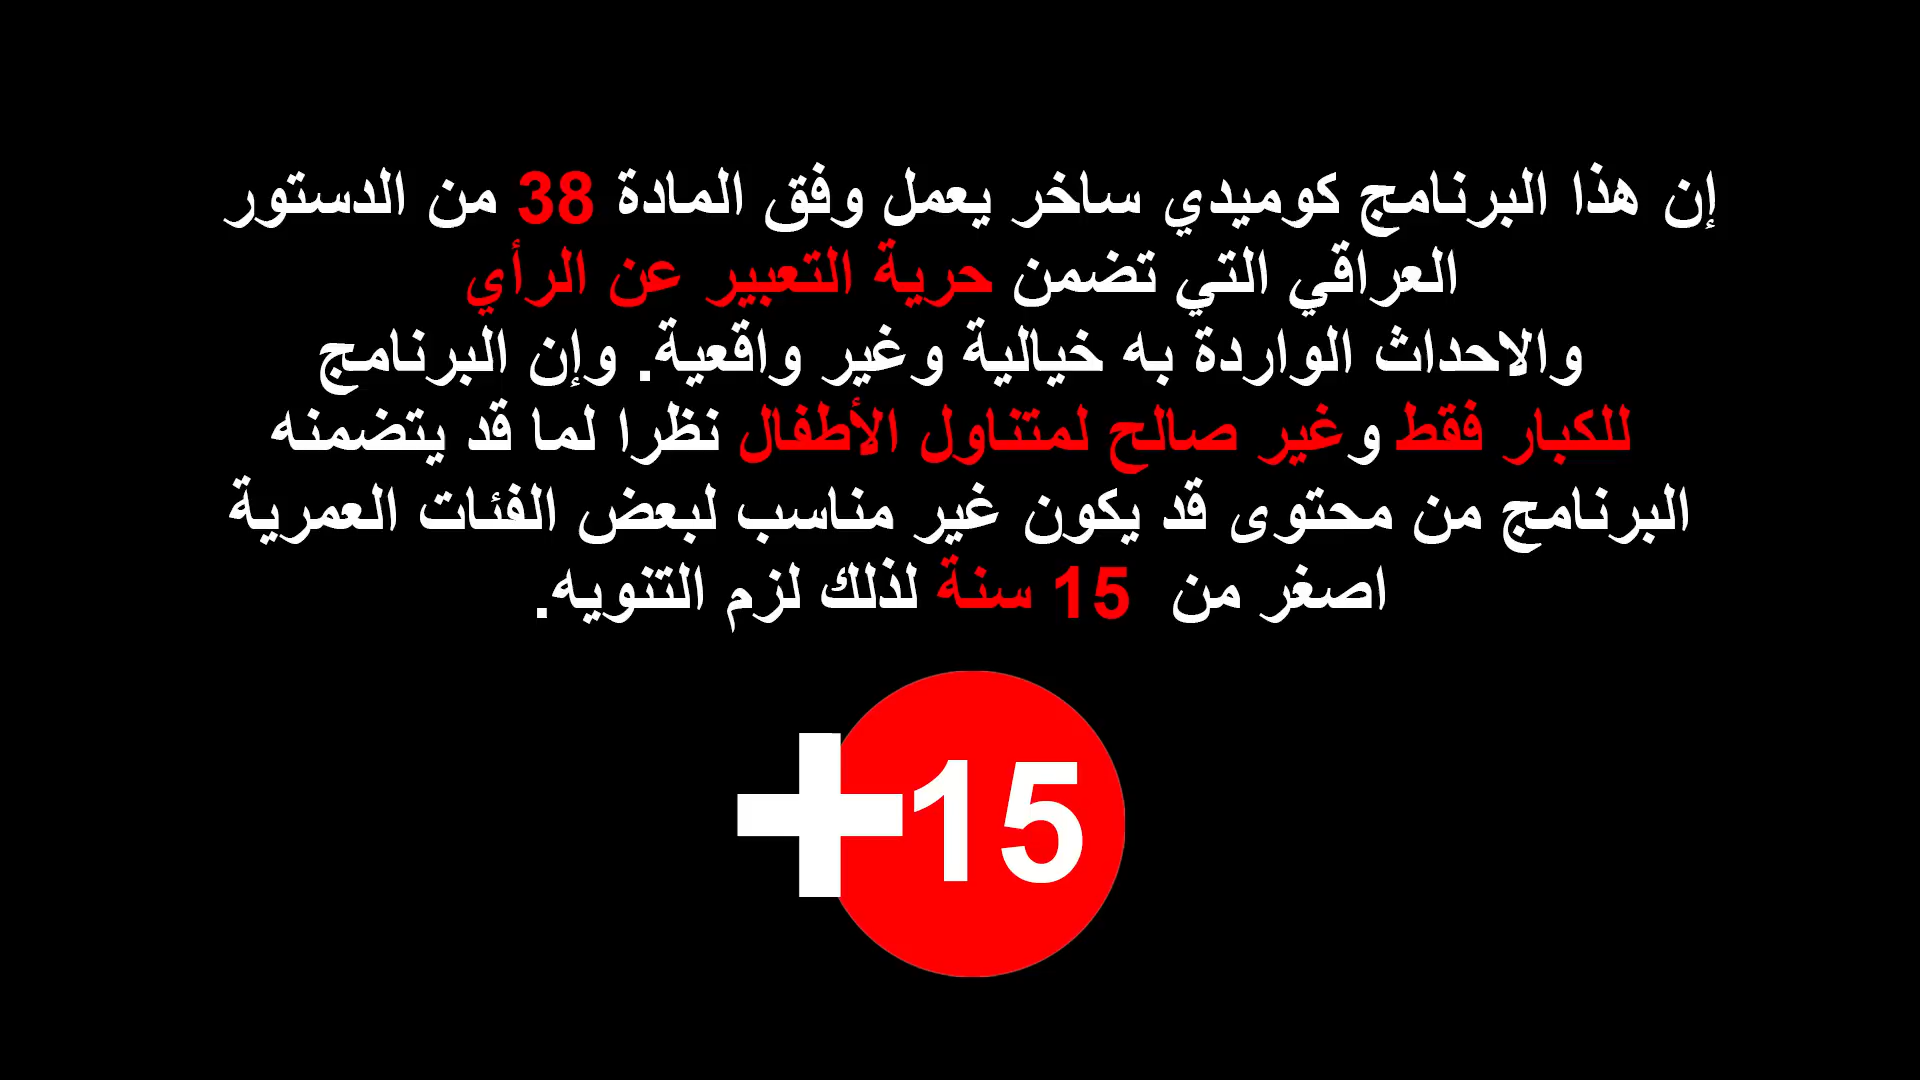 إن هذا البرنامج كوميدي ساخر يعمل وفق المادة 38 من الدستور
العراقي التي تضمن حرية التعبير عن الرأي
والاحداث الواردة به خيالية وغير واقعية. وإن البرنامج
للكبار فقط وغير صالح لمتناول الأطفال نظرا لما قد يتضمنه
البرنامج من محتوى قد يكون غير مناسب لبعض الفئات العمرية
اصغر من 15 سنة لذلك لزم التنويه.
+15